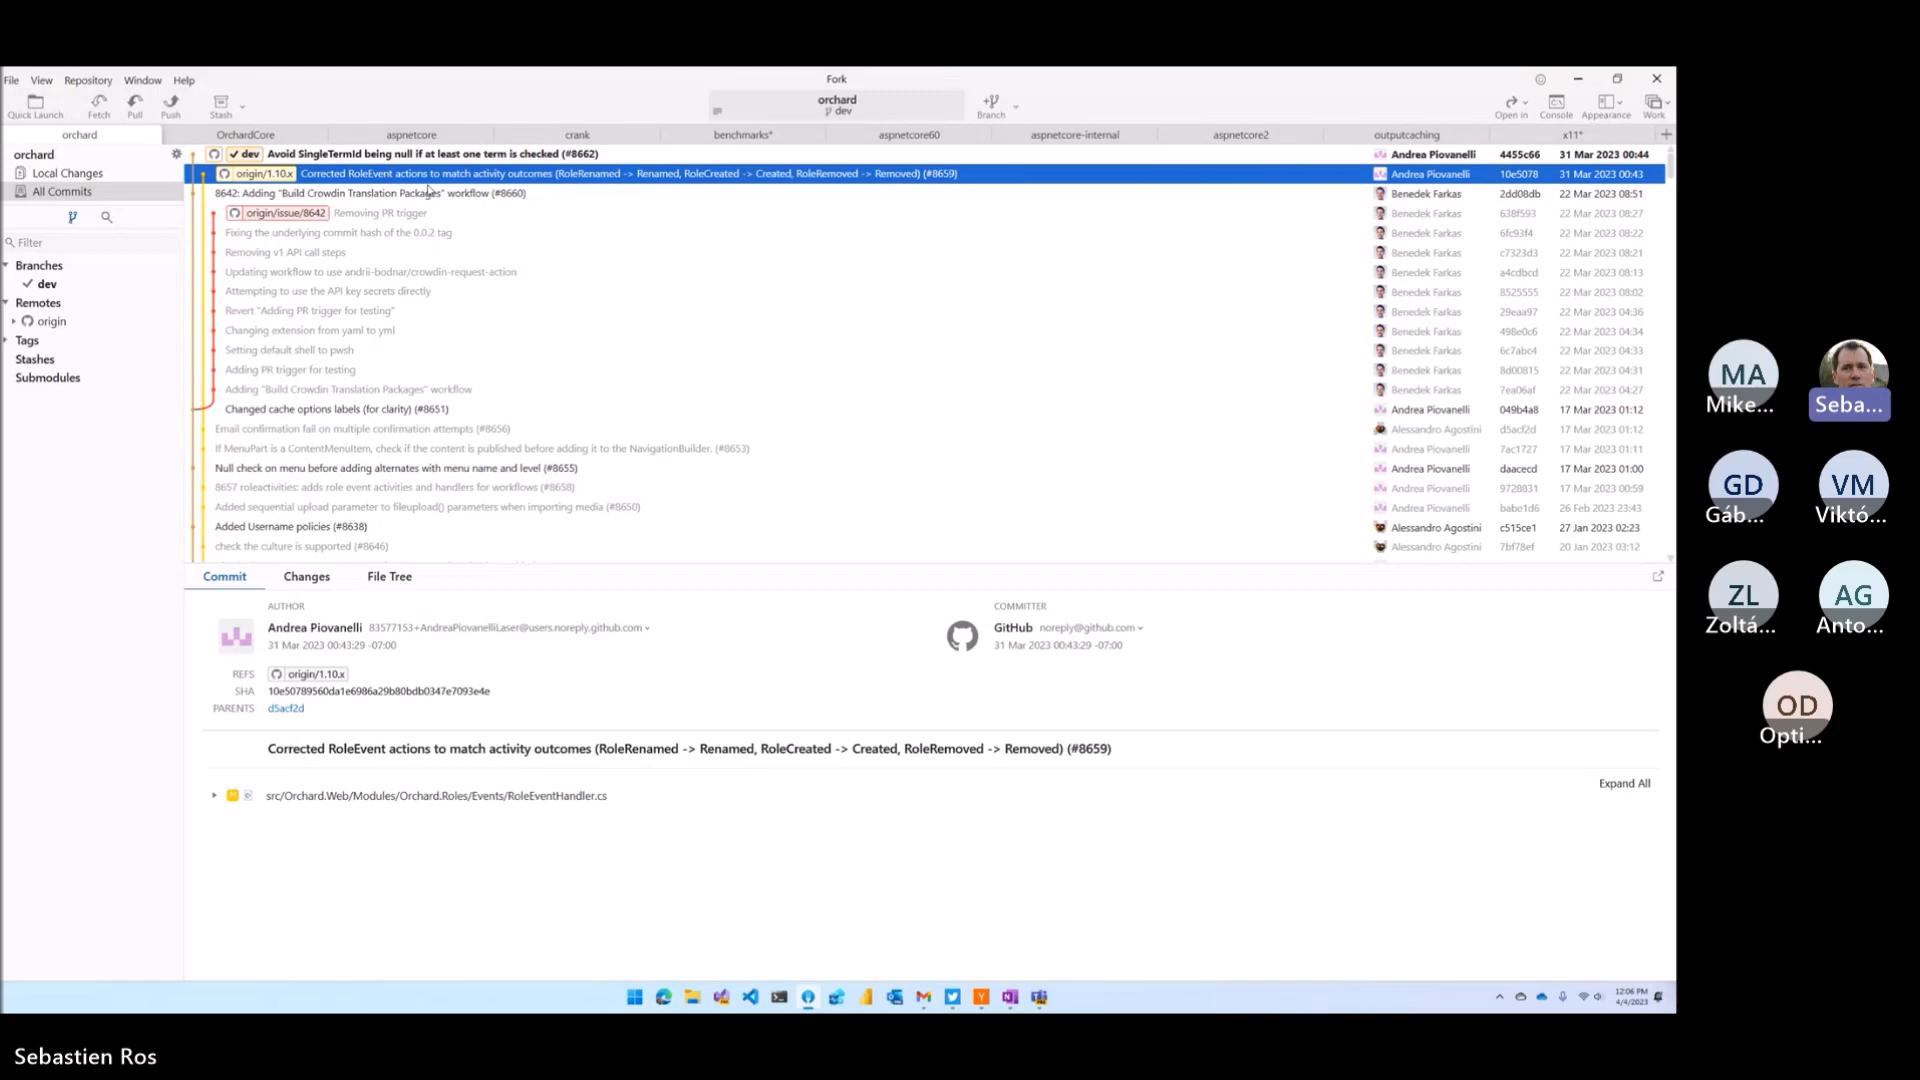 File View Repository Window Help
Fork
Quick Launch Fetch Pull Push Stash
orchard
dev
Branch
Open in Console Appearance Work
orchard OrchardCore aspnetcore crank benchmarks* aspnetcore60 aspnetcore-internal aspnetcore2 outputcaching x11*
orchard
Local Changes
All Commits
Filter
Branches
dev
Remotes
origin
Tags
Stashes
Submodules
dev Avoid SingleTermId being null if at least one term is checked (#8662) Andrea Piovanelli 4455c66 31 Mar 2023 00:44
origin/1.10.x Corrected RoleEvent actions to match activity outcomes (RoleRenamed -> Renamed, RoleCreated -> Created, RoleRemoved -> Removed) (#8659) Andrea Piovanelli 10e5078 31 Mar 2023 00:43
8642: Adding "Build Crowdin Translation Packages" workflow (#8660) Benedek Farkas 2dd08db 22 Mar 2023 08:51
origin/issue/8642 Removing PR trigger Benedek Farkas 638f593 22 Mar 2023 08:27
Fixing the underlying commit hash of the 0.0.2 tag Benedek Farkas 6fc93f4 22 Mar 2023 08:22
Removing v1 API call steps Benedek Farkas c7323d3 22 Mar 2023 08:21
Updating workflow to use andrii-bodnar/crowdin-request-action Benedek Farkas a4cdbcd 22 Mar 2023 08:13
Attempting to use the API key secrets directly Benedek Farkas 8525555 22 Mar 2023 08:02
Revert "Adding PR trigger for testing" Benedek Farkas 29eaa97 22 Mar 2023 04:36
Changing extension from yaml to yml Benedek Farkas 498e0c6 22 Mar 2023 04:34
Setting default shell to pwsh Benedek Farkas 6c7abc4 22 Mar 2023 04:33
Adding PR trigger for testing Benedek Farkas 8d00815 22 Mar 2023 04:31
Adding "Build Crowdin Translation Packages" workflow Benedek Farkas 7ea06af 22 Mar 2023 04:27
Changed cache options labels (for clarity) (#8651) Andrea Piovanelli 049b4a8 17 Mar 2023 01:12
Email confirmation fail on multiple confirmation attempts (#8656) Alessandro Agostini d5acf2d 17 Mar 2023 01:12
If MenuPart is a ContentMenuItem, check if the content is published before adding it to the NavigationBuilder. (#8653) Andrea Piovanelli 7ac1727 17 Mar 2023 01:11
Null check on menu before adding alternates with menu name and level (#8655) Andrea Piovanelli daacecd 17 Mar 2023 01:00
8657 roleactivities: adds role event activities and handlers for workflows (#8658) Andrea Piovanelli 9728831 17 Mar 2023 00:59
Added sequential upload parameter to fileupload() parameters when importing media (#8650) Andrea Piovanelli babe1d6 26 Feb 2023 23:43
Added Username policies (#8638) Alessandro Agostini c515ce1 27 Jan 2023 02:23
check the culture is supported (#8646) Alessandro Agostini 7bf78ef 20 Jan 2023 03:12
Commit Changes File Tree
AUTHOR
Andrea Piovanelli 83577153+AndreaPiovanelliLaser@users.noreply.github.com
31 Mar 2023 00:43:29 -07:00
COMMITTER
GitHub noreply@github.com
31 Mar 2023 00:43:29 -07:00
REFS origin/1.10.x
SHA 10e50789560da1e6986a29b80bdb0347e7093e4e
PARENTS d5acf2d
Corrected RoleEvent actions to match activity outcomes (RoleRenamed -> Renamed, RoleCreated -> Created, RoleRemoved -> Removed) (#8659)
Expand All
src/Orchard.Web/Modules/Orchard.Roles/Events/RoleEventHandler.cs
12:06 PM
4/4/2023
MA
Mike...
Seba...
GD
Gáb...
VM
Viktó...
ZL
Zoltá...
AG
Anto...
OD
Opti...
Sebastien Ros